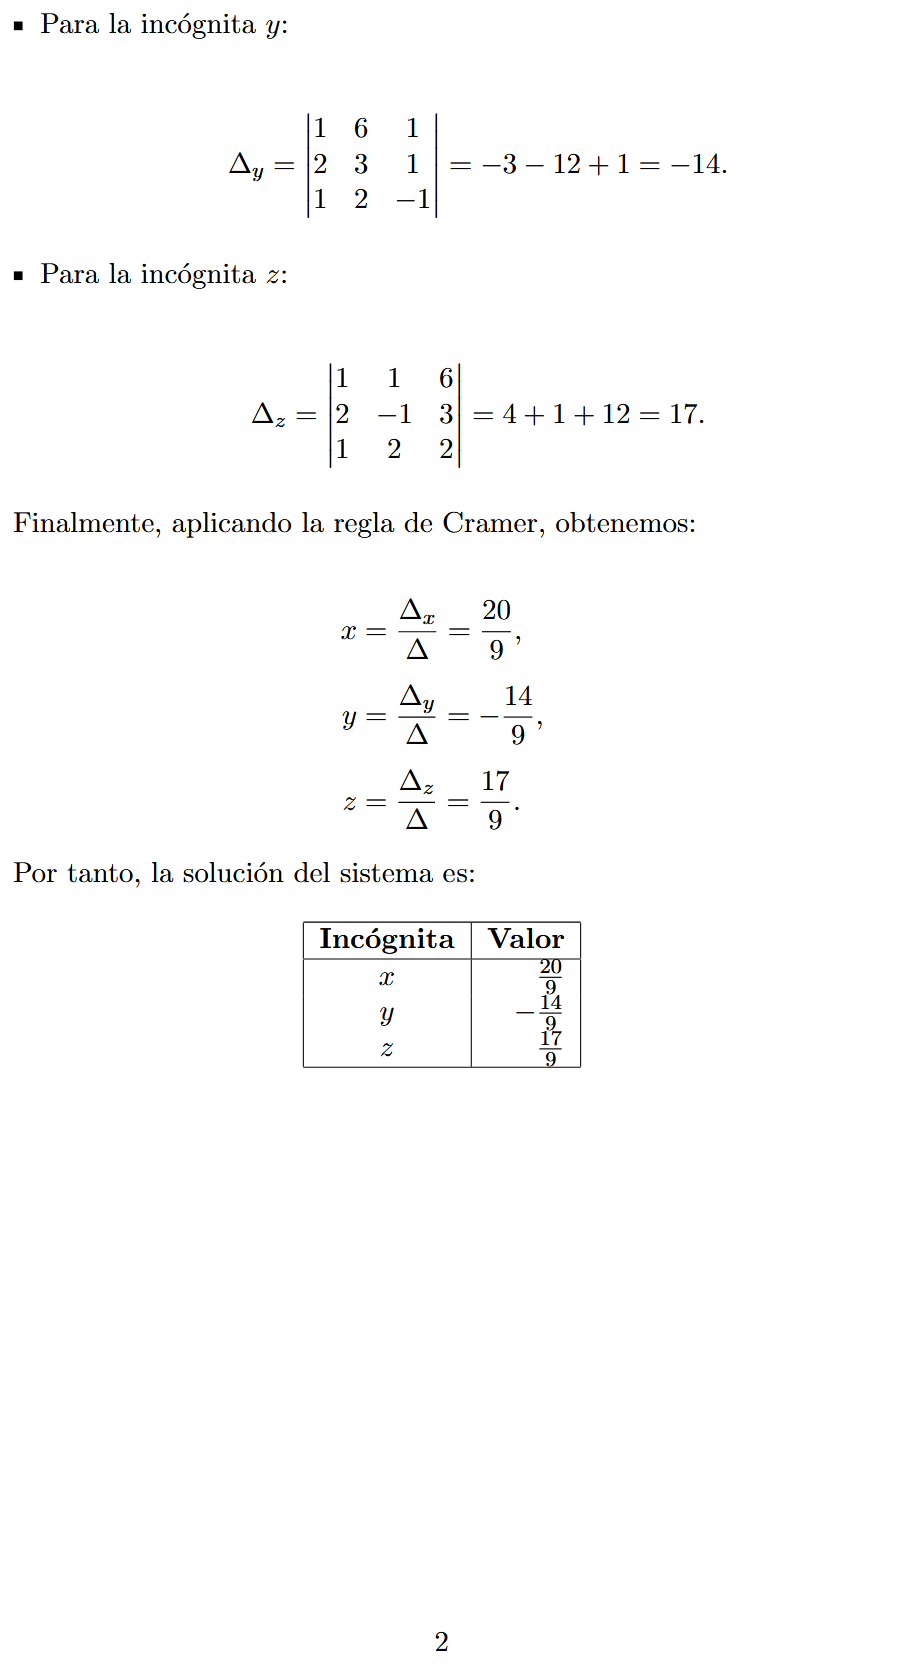 ▪ Para la incógnita y:
Δ_y = |1 6 1; 2 3 1; 1 2 −1| = −3 − 12 + 1 = −14.
▪ Para la incógnita z:
Δ_z = |1 1 6; 2 −1 3; 1 2 2| = 4 + 1 + 12 = 17.
Finalmente, aplicando la regla de Cramer, obtenemos:
x = Δ_x/Δ = 20/9,
y = Δ_y/Δ = −14/9,
z = Δ_z/Δ = 17/9.
Por tanto, la solución del sistema es:
Incógnita Valor
x 20/9
y −14/9
z 17/9
2